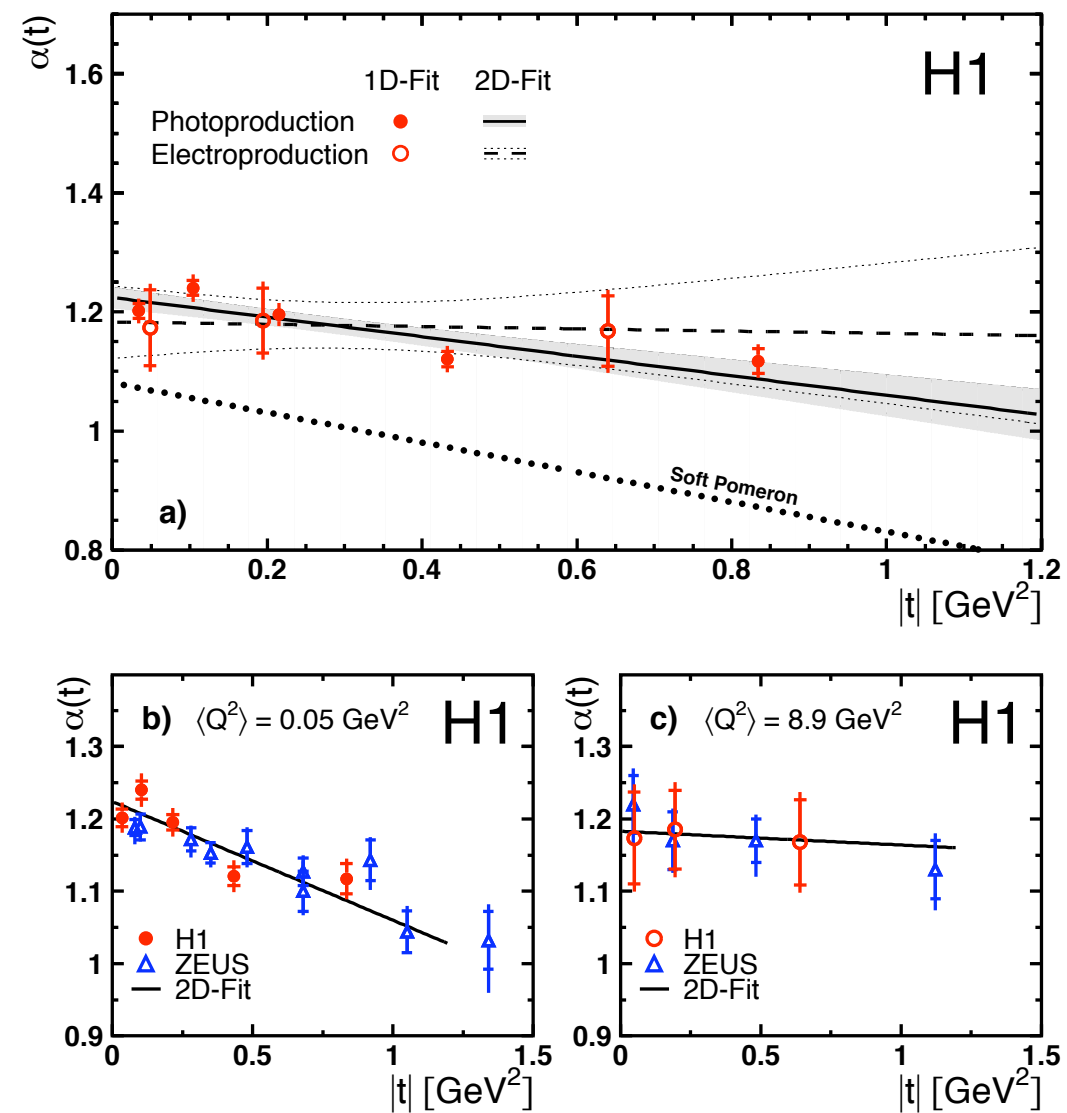 α(t)
1.6
1.4
1.2
1
0.8
H1
1D-Fit 2D-Fit
Photoproduction
Electroproduction
Soft Pomeron
a)
0 0.2 0.4 0.6 0.8 1 1.2
|t| [GeV²]
α(t)
1.3
1.2
1.1
1
0.9
b) ⟨Q²⟩ = 0.05 GeV² H1
H1
ZEUS
2D-Fit
0 0.5 1 1.5
|t| [GeV²]
α(t)
1.3
1.2
1.1
1
0.9
c) ⟨Q²⟩ = 8.9 GeV² H1
H1
ZEUS
2D-Fit
0 0.5 1 1.5
|t| [GeV²]